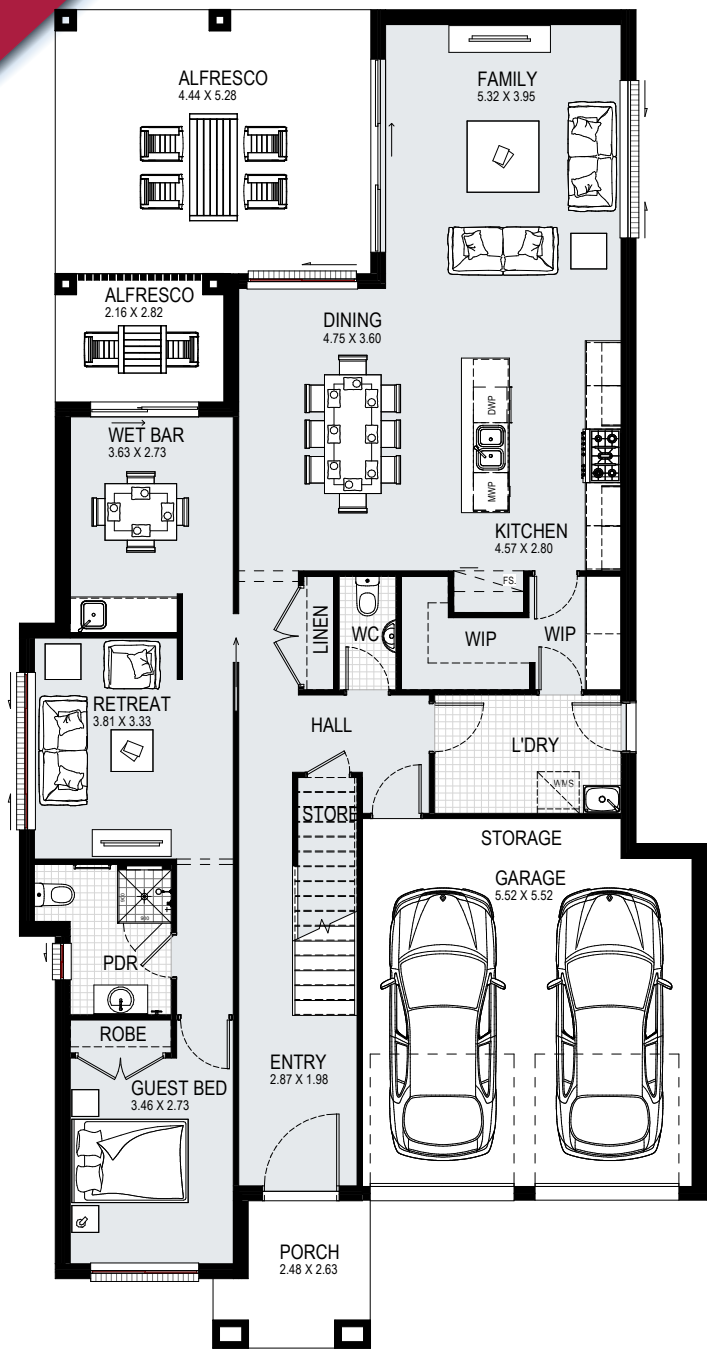 ALFRESCO
4.44 X 5.28
FAMILY
5.32 X 3.95
ALFRESCO
2.16 X 2.82
DINING
4.75 X 3.60
DWP
MWP
WET BAR
3.63 X 2.73
KITCHEN
4.57 X 2.80
FS.
LINEN
WC
WIP
WIP
RETREAT
3.81 X 3.33
HALL
L'DRY
WMS
STORE
STORAGE
GARAGE
5.52 X 5.52
900
900
PDR
ROBE
GUEST BED
3.46 X 2.73
ENTRY
2.87 X 1.98
PORCH
2.48 X 2.63